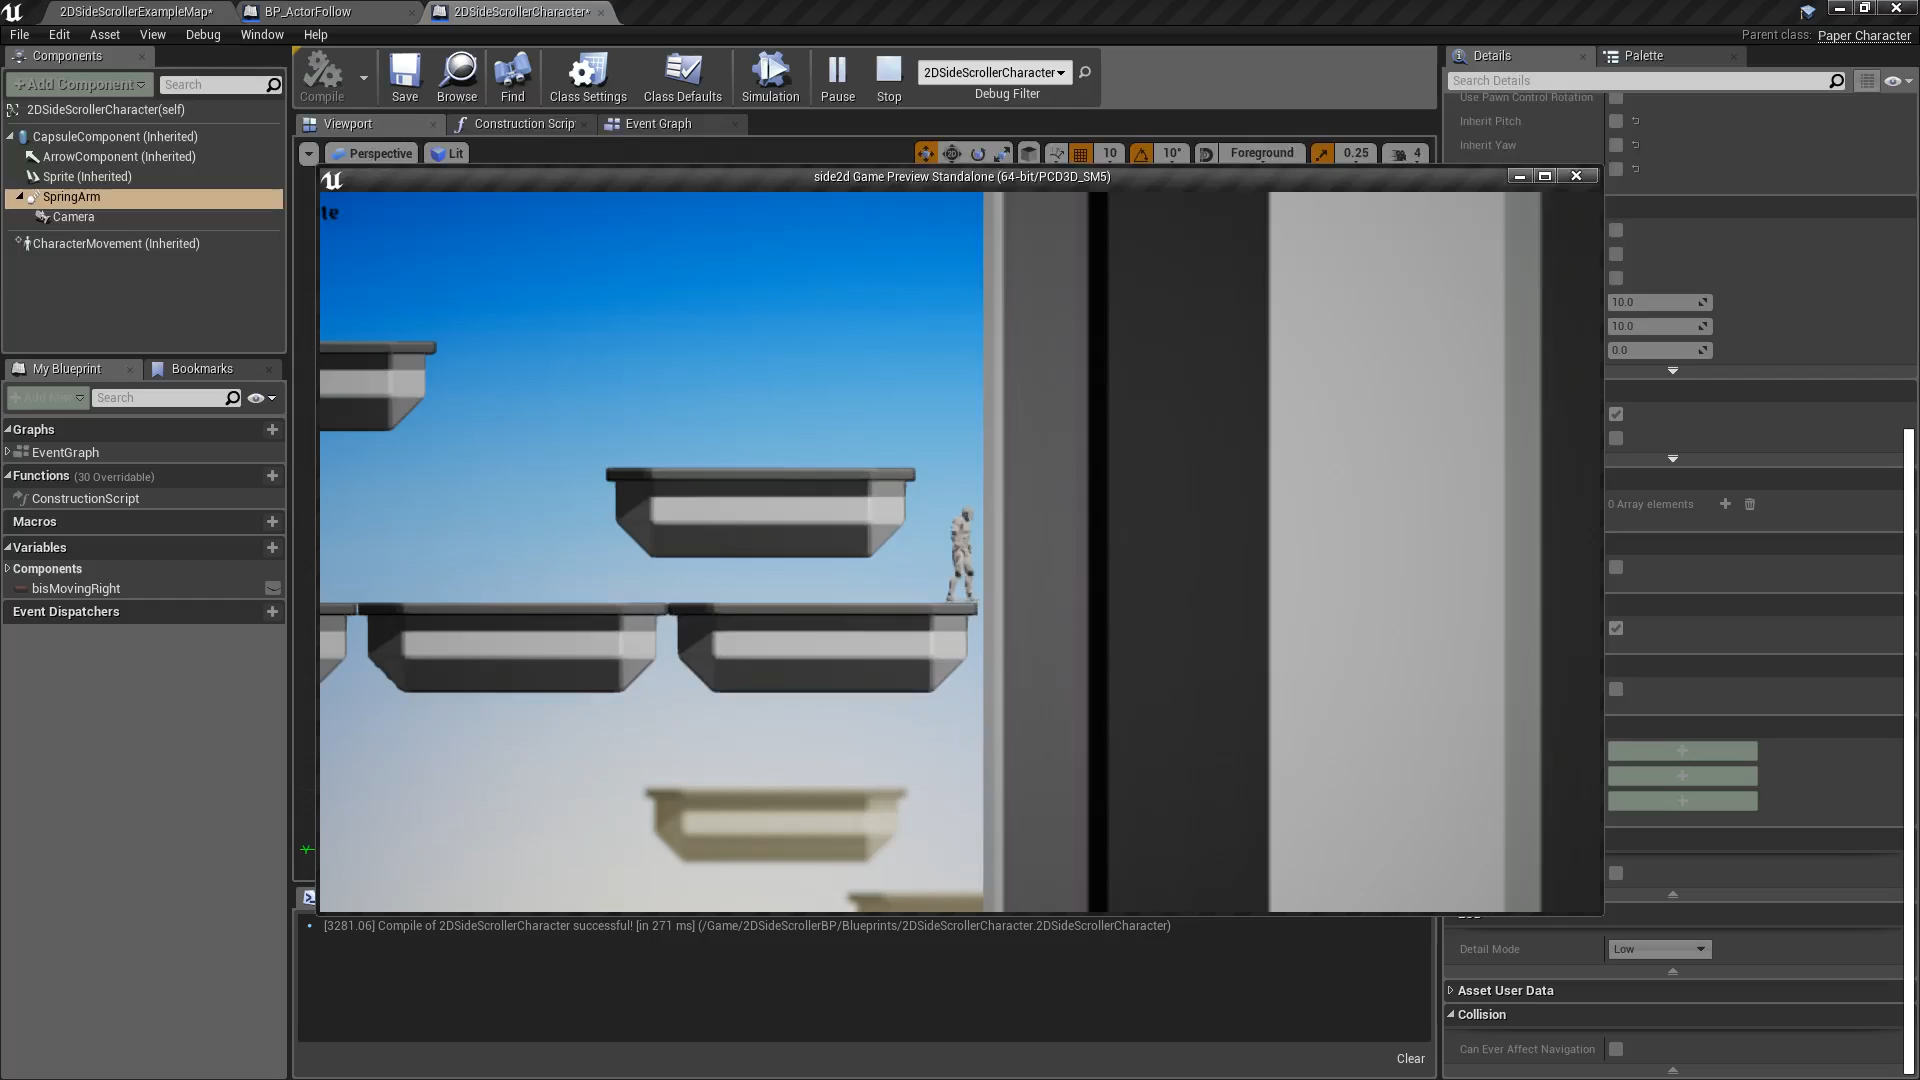 2DSideScrollerExampleMap*
BP_ActorFollow
2DSideScrollerCharacter*
File
Edit
Asset
View
Debug
Window
Help
Parent class:
Paper Character
Components
Details
Palette
+Add Component
Search
Compile
Save
Browse
Find
Class Settings
Class Defaults
Simulation
Pause
Stop
2DSideScrollerCharacter
Debug Filter
Search Details
2DSideScrollerCharacter(self)
CapsuleComponent (Inherited)
ArrowComponent (Inherited)
Sprite (Inherited)
SpringArm
Camera
CharacterMovement (Inherited)
Viewport
Construction Scrip
Event Graph
Perspective
Lit
10
10°
Foreground
0.25
4
Use Pawn Control Rotation
Inherit Pitch
Inherit Yaw
side2d Game Preview Standalone (64-bit/PCD3D_SM5)
te
10.0
10.0
0.0
0 Array elements
My Blueprint
Bookmarks
+ Add New
Search
Graphs
EventGraph
Functions (30 Overridable)
ConstructionScript
Macros
Variables
Components
bisMovingRight
Event Dispatchers
[3281.06] Compile of 2DSideScrollerCharacter successful! [in 271 ms] (/Game/2DSideScrollerBP/Blueprints/2DSideScrollerCharacter.2DSideScrollerCharacter)
Clear
Detail Mode
Low
Asset User Data
Collision
Can Ever Affect Navigation